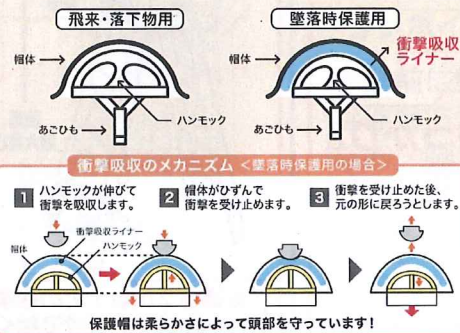 飛来・落下物用
墜落時保護用
帽体
ハンモック
あごひも
帽体
衝撃吸収
ライナー
ハンモック
あごひも
衝撃吸収のメカニズム <墜落時保護用の場合>
1 ハンモックが伸びて
衝撃を吸収します。
2 帽体がひずんで
衝撃を受け止めます。
3 衝撃を受け止めた後、
元の形に戻ろうとします。
衝撃吸収ライナー
帽体
ハンモック
保護帽は柔らかさによって頭部を守っています！